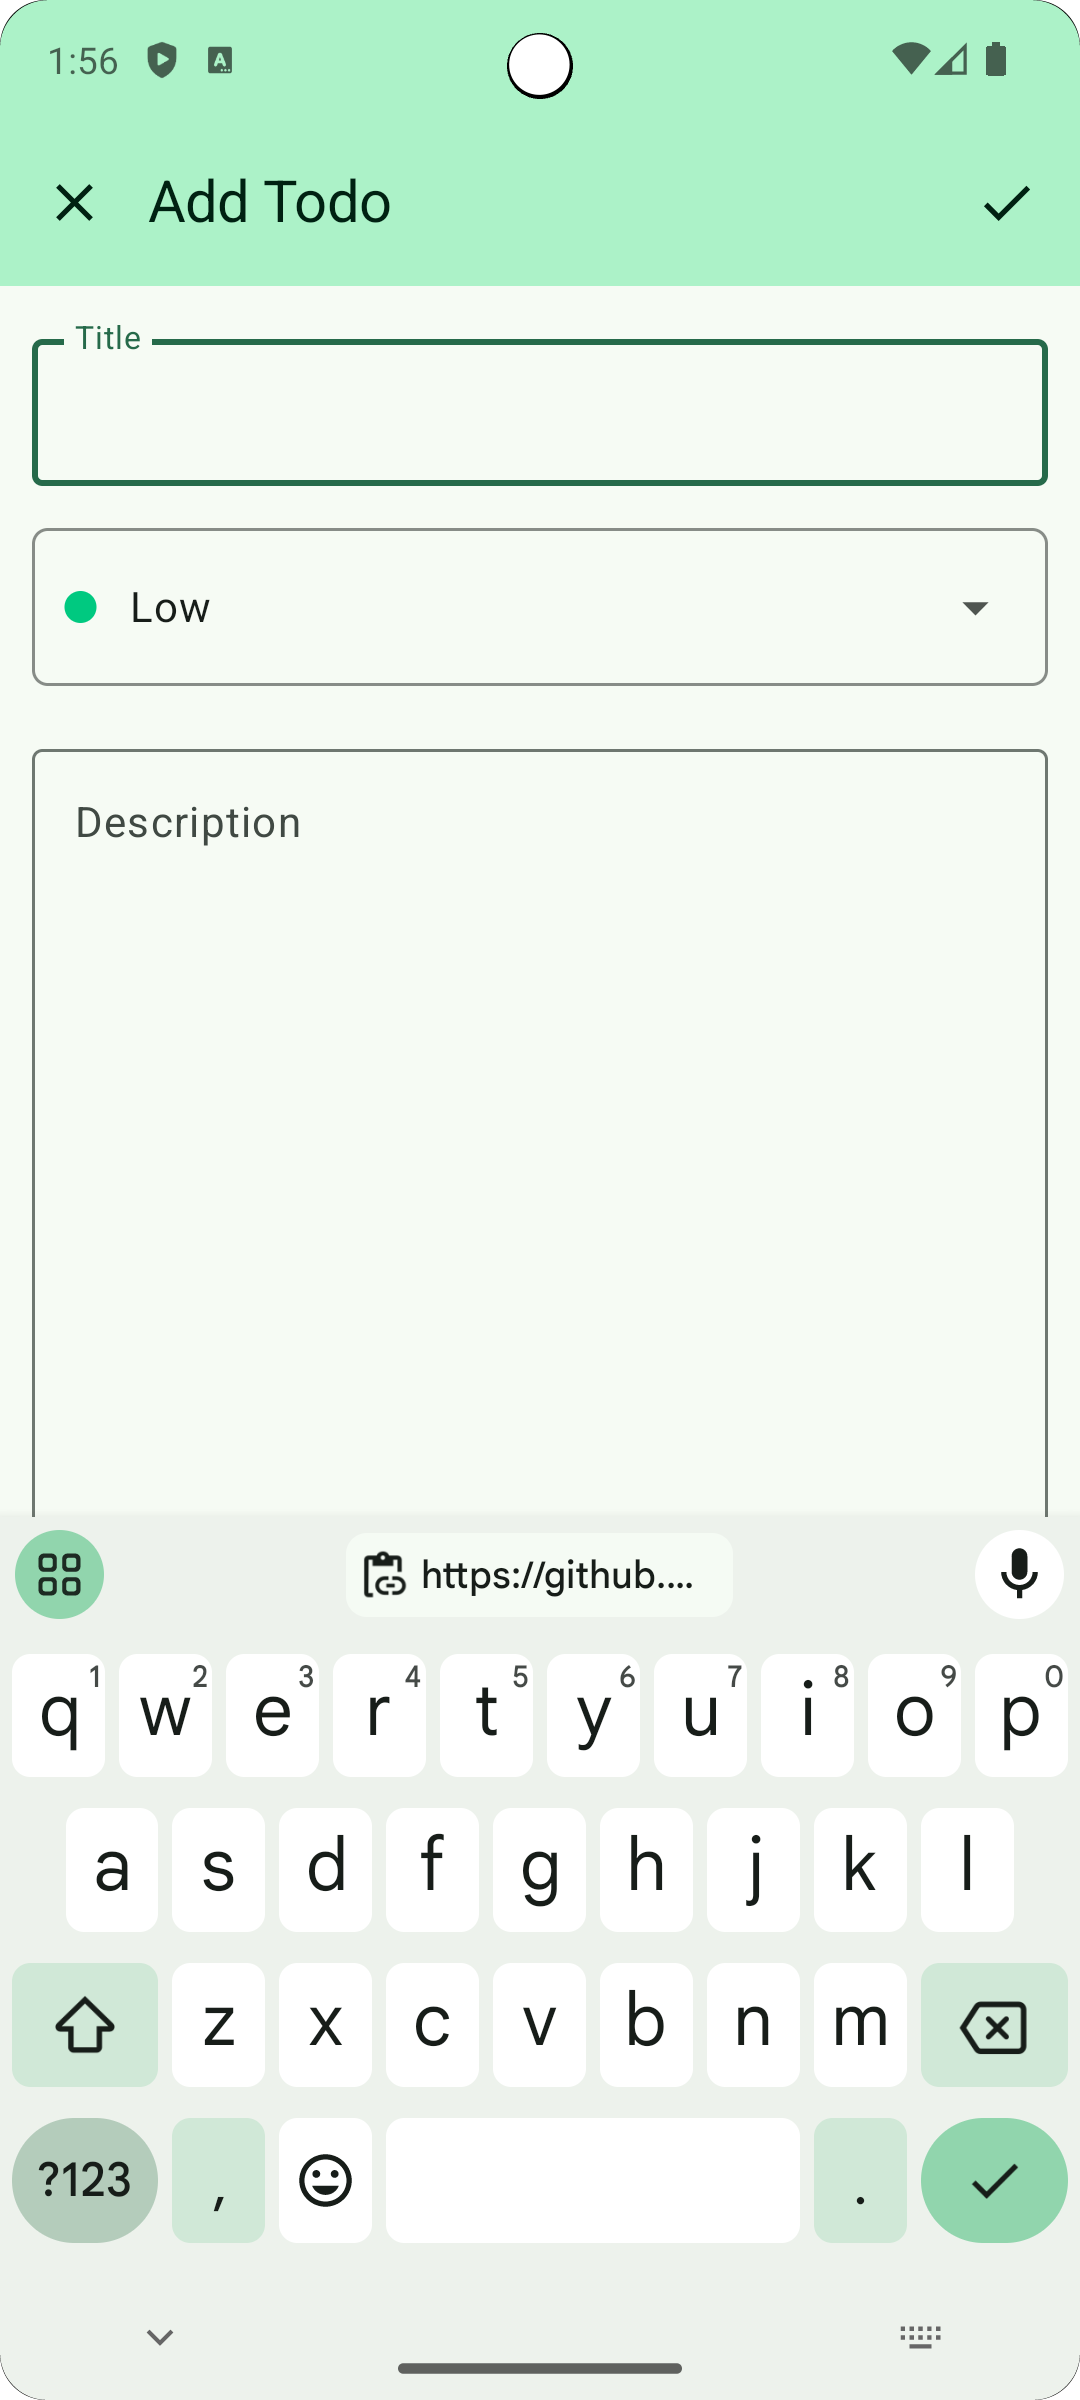 1:56
Add Todo
Title
Low
Description
https://github....
q 1 w 2 e 3 r 4 t 5 y 6 u 7 i 8 o 9 p 0
a s d f g h j k l
z x c v b n m
?123 , .